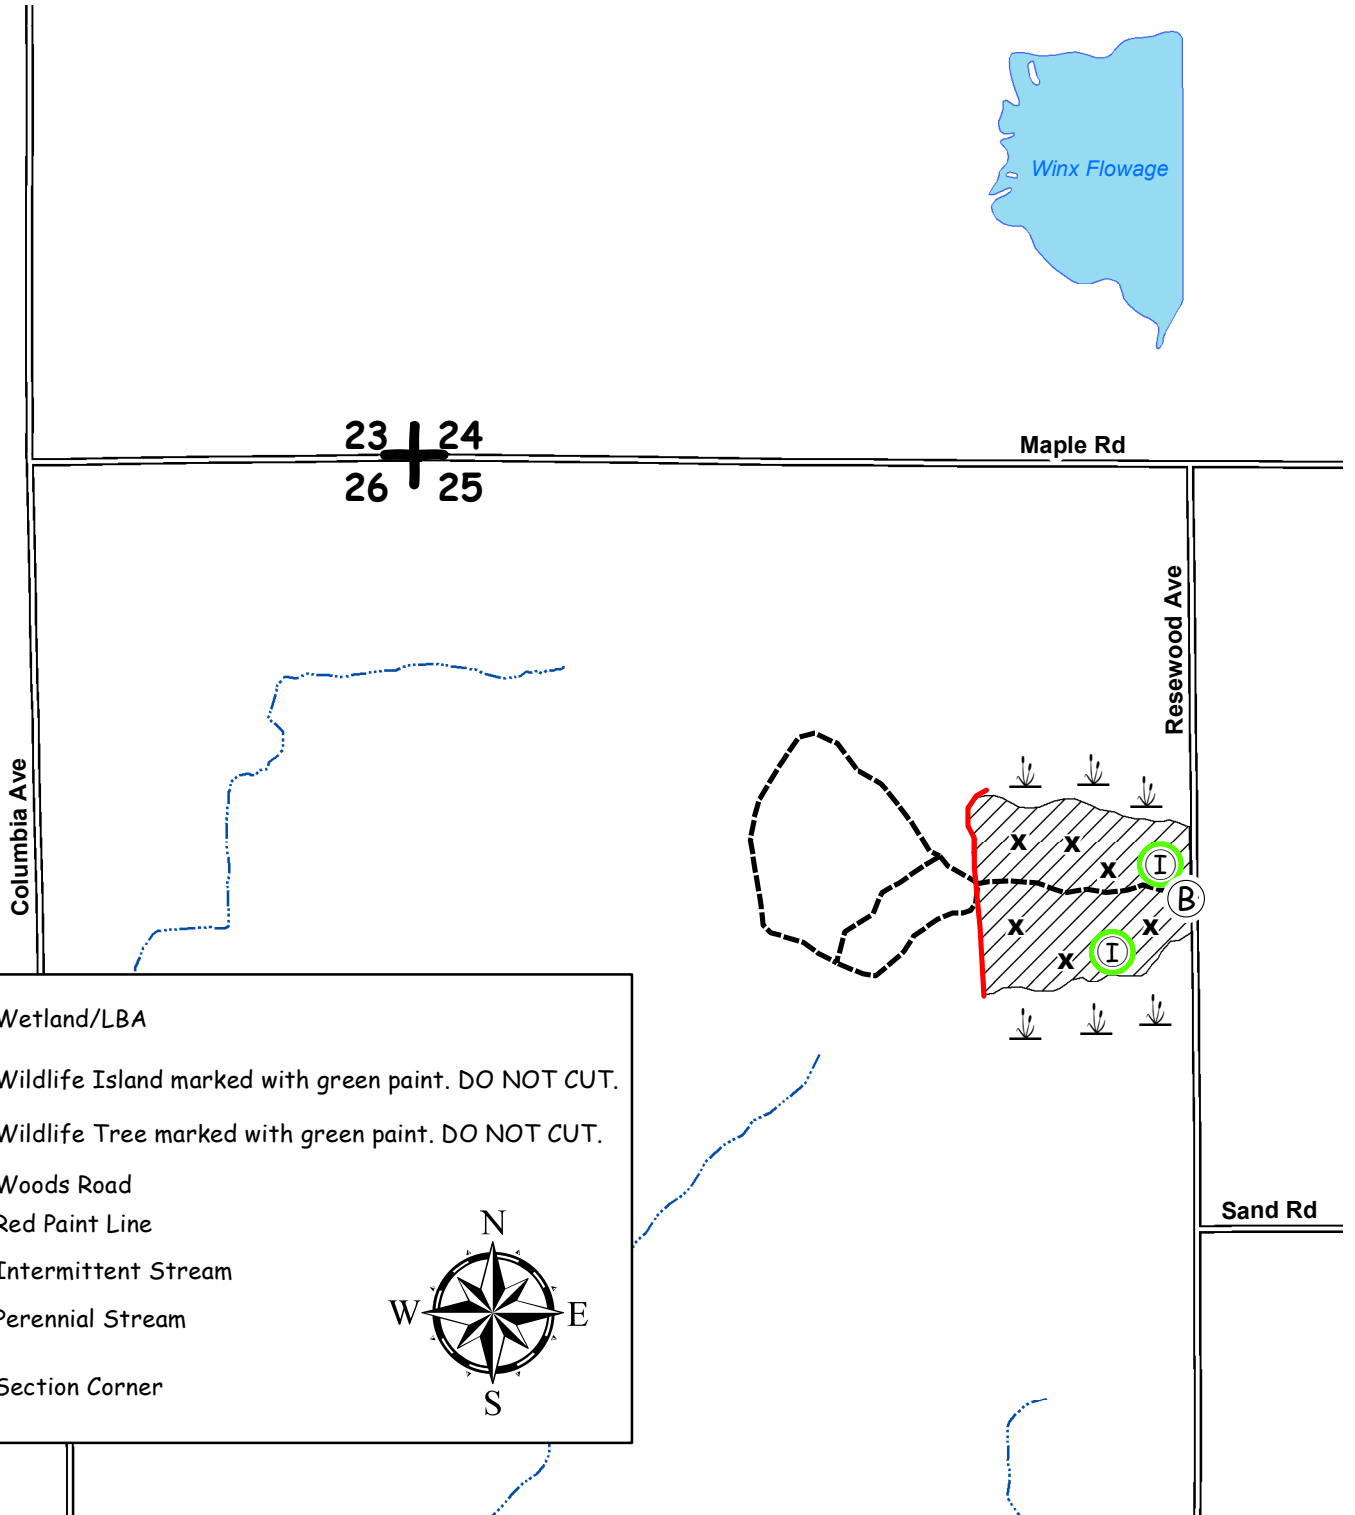 Winx Flowage
23 24
Maple Rd
26 25
Resewood Ave
Columbia Ave
x x
x I
B
x x
x I
Wetland/LBA
Wildlife Island marked with green paint. DO NOT CUT.
Wildlife Tree marked with green paint. DO NOT CUT.
Woods Road
Red Paint Line
Intermittent Stream
Perennial Stream
Section Corner
N
W E
S
Sand Rd